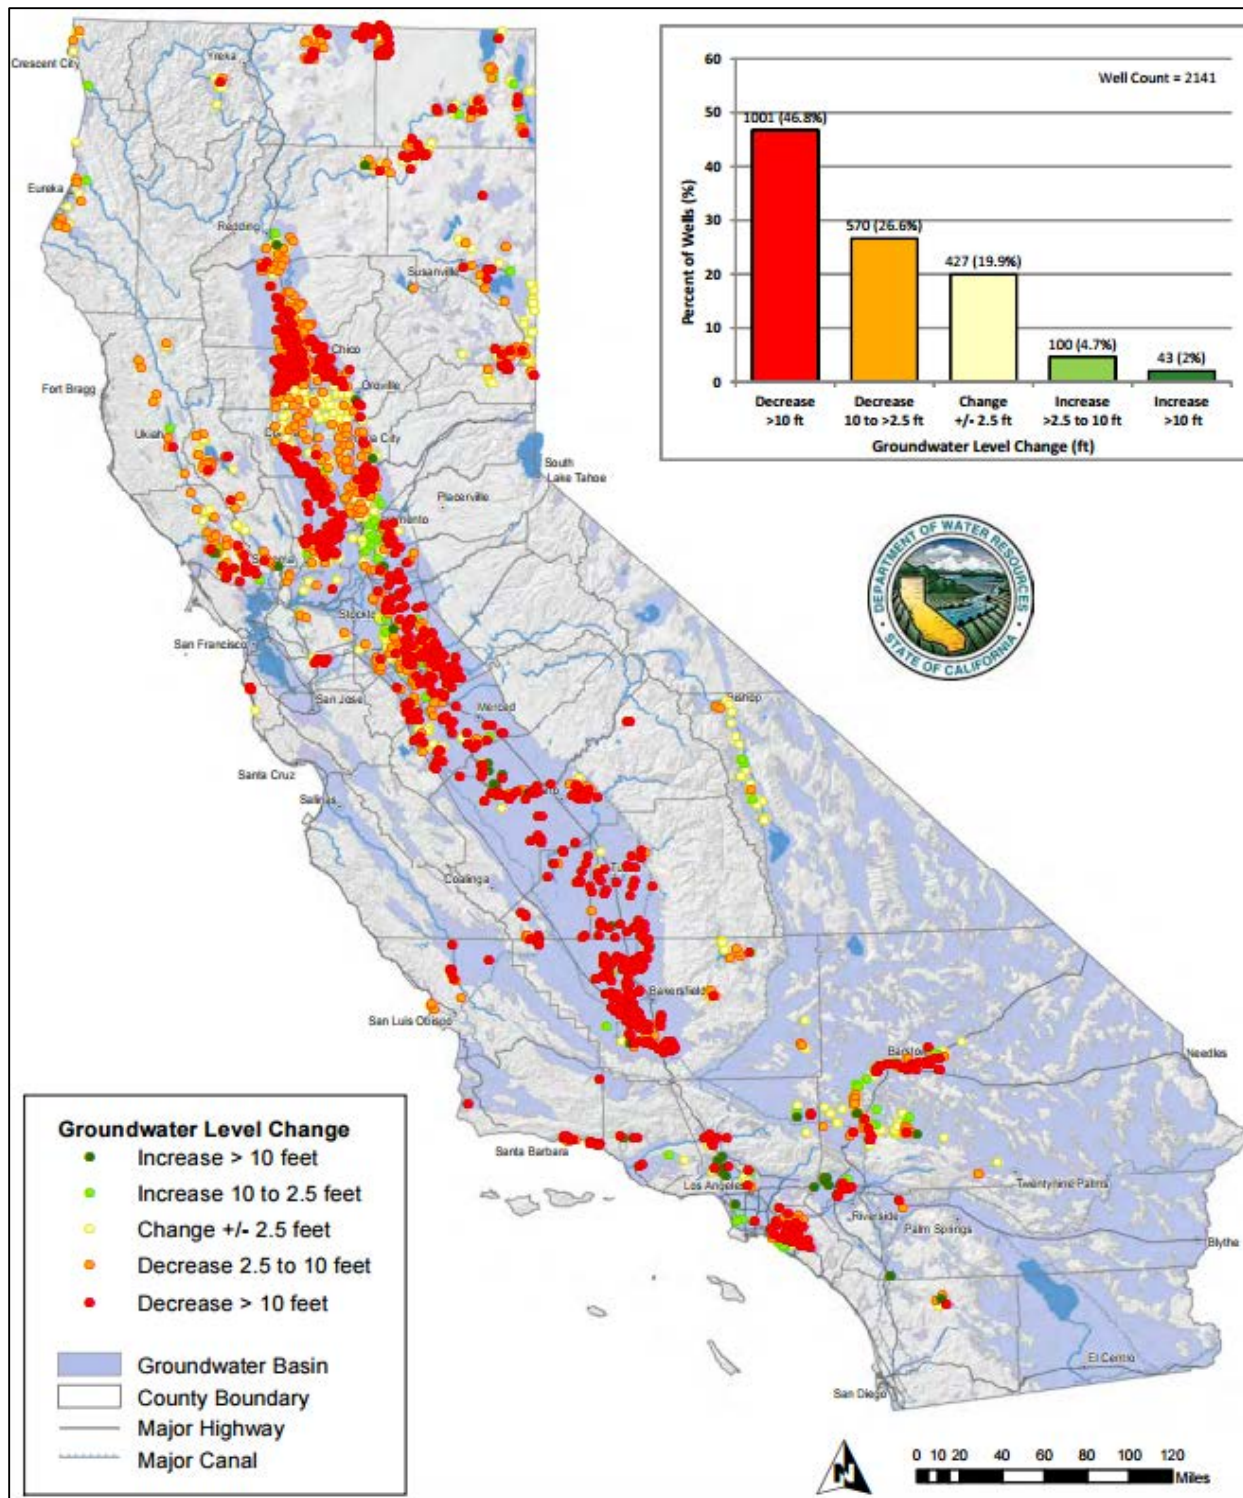 60
50
40
30
20
10
0
Percent of Wells (%)
Well Count = 2141
1001 (46.8%)
570 (26.6%)
427 (19.9%)
100 (4.7%)
43 (2%)
Decrease >10 ft
Decrease 10 to >2.5 ft
Change +/- 2.5 ft
Increase >2.5 to 10 ft
Increase >10 ft
Groundwater Level Change (ft)
DEPARTMENT OF WATER RESOURCES
STATE OF CALIFORNIA
Crescent City
Yreka
Eureka
Redding
Susanville
Chico
Fort Bragg
Oroville
Ukiah
South
Lake Tahoe
Placerville
San Francisco
San Jose
Merced
Bishop
Santa Cruz
Salinas
Coalinga
Bakersfield
San Luis Obispo
Needles
Santa Barbara
Los Angeles
Twentynine Palms
Riverside
Palm Springs
Blythe
El Centro
San Diego
Groundwater Level Change
Increase > 10 feet
Increase 10 to 2.5 feet
Change +/- 2.5 feet
Decrease 2.5 to 10 feet
Decrease > 10 feet
Groundwater Basin
County Boundary
Major Highway
Major Canal
N
0 10 20 40 60 80 100 120
Miles